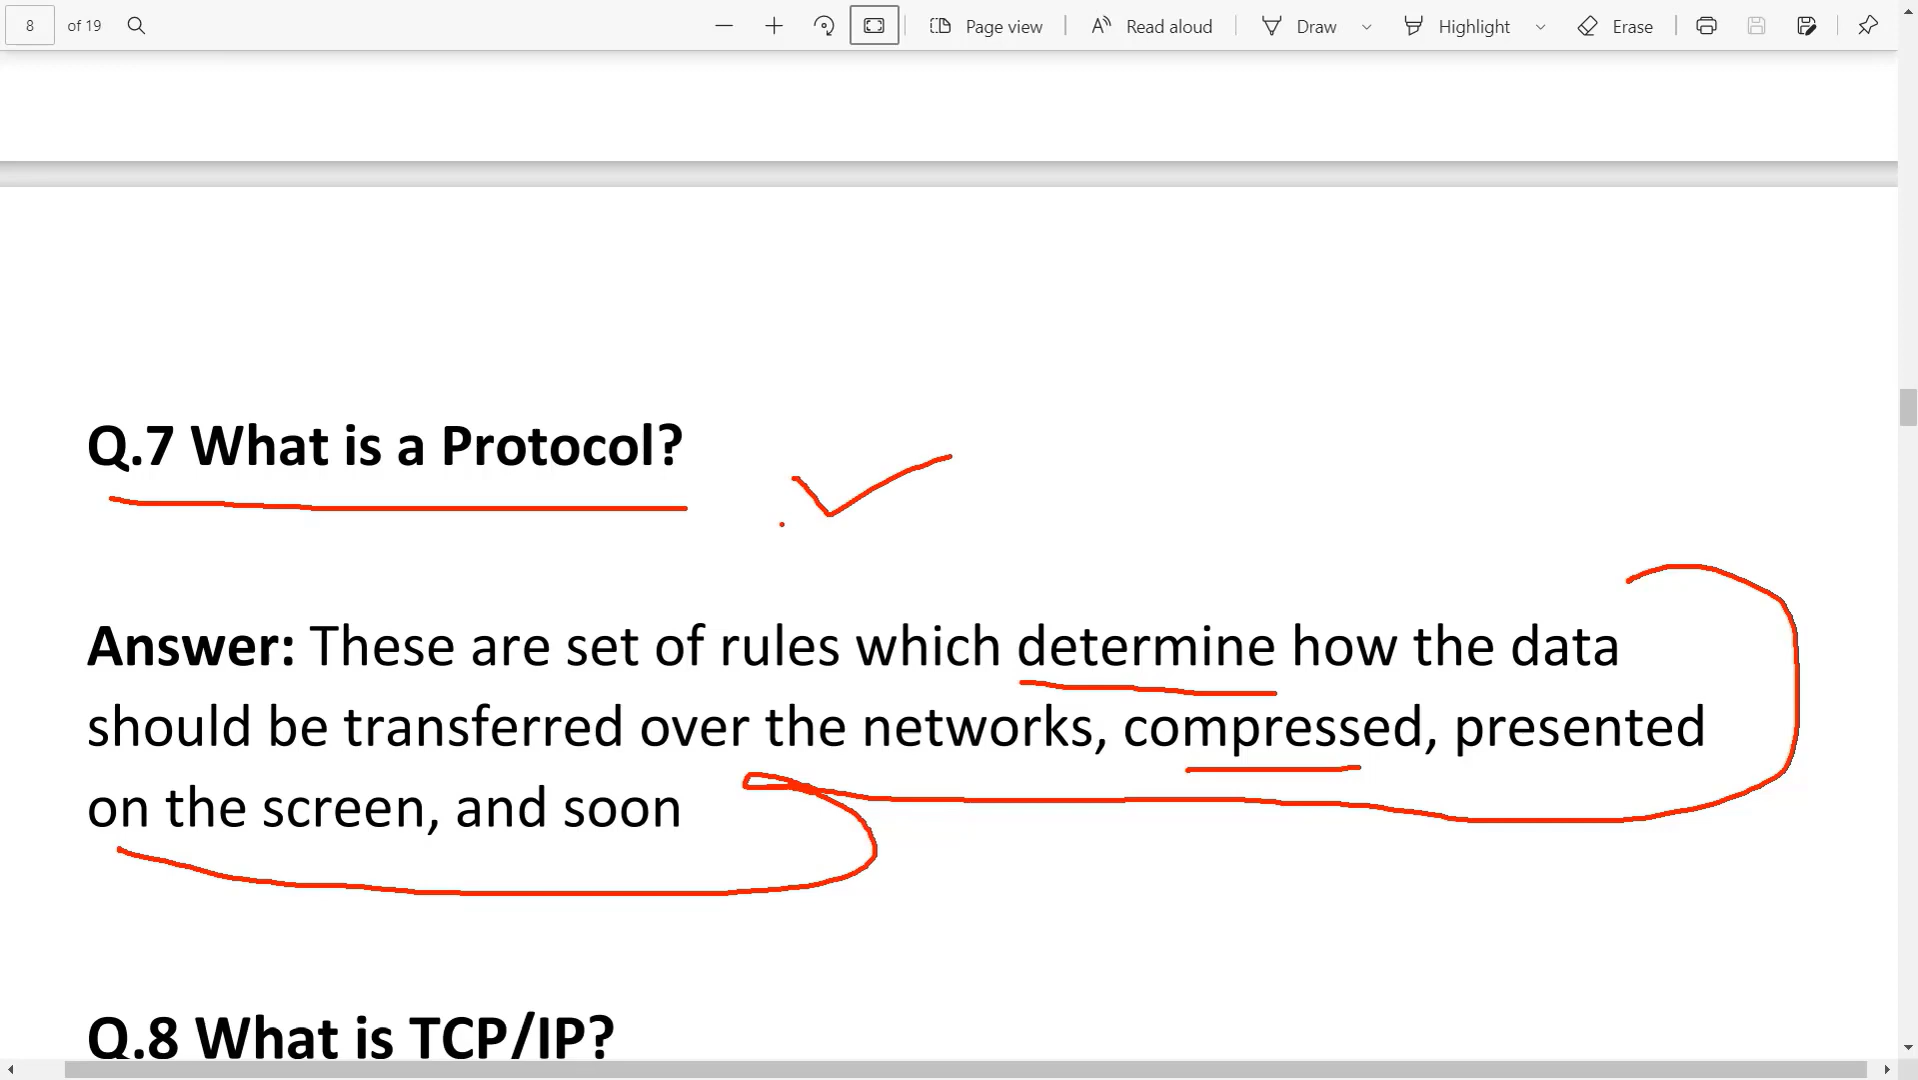 8 of 19 Page view Read aloud Draw Highlight Erase
Q.7 What is a Protocol?
Answer: These are set of rules which determine how the data
should be transferred over the networks, compressed, presented
on the screen, and soon
Q.8 What is TCP/IP?